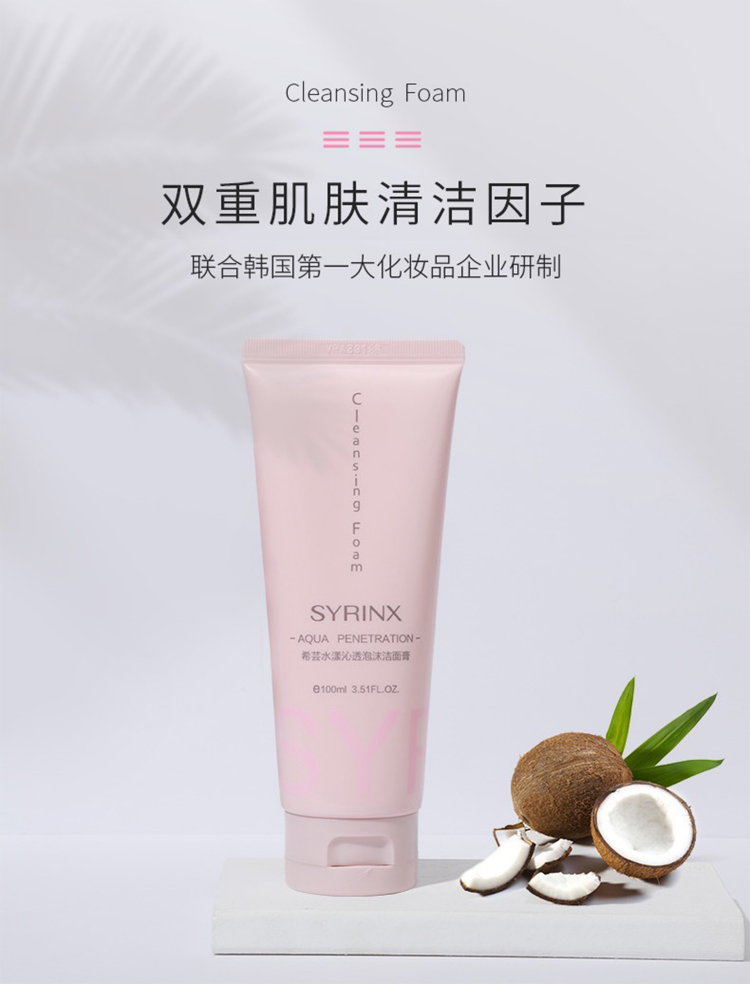 Cleansing Foam
双重肌肤清洁因子
联合韩国第一大化妆品企业研制
Cleansing Foam
SYRINX
-AQUA PENETRATION-
希芸水漾沁透泡沫洁面膏
e100ml 3.51FL.OZ.
SYR